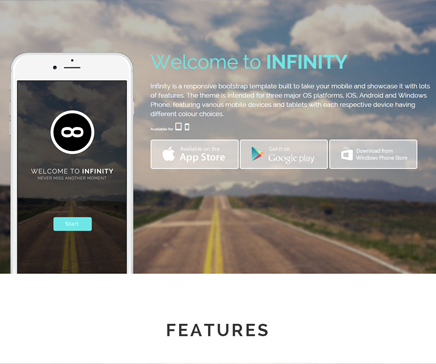 Welcome to INFINITY
Infinity is a responsive bootstrap template built to take your mobile and showcase it with lots
of features. The theme is intended for three major OS platforms, iOS, Android and Windows
Phone, featuring various mobile devices and tablets with each respective device having
different colour choices.
Available for
Available on the
App Store
Get it on
Google play
Download from
Windows Phone Store
WELCOME TO INFINITY
NEVER MISS ANOTHER MOMENT
Start
FEATURES